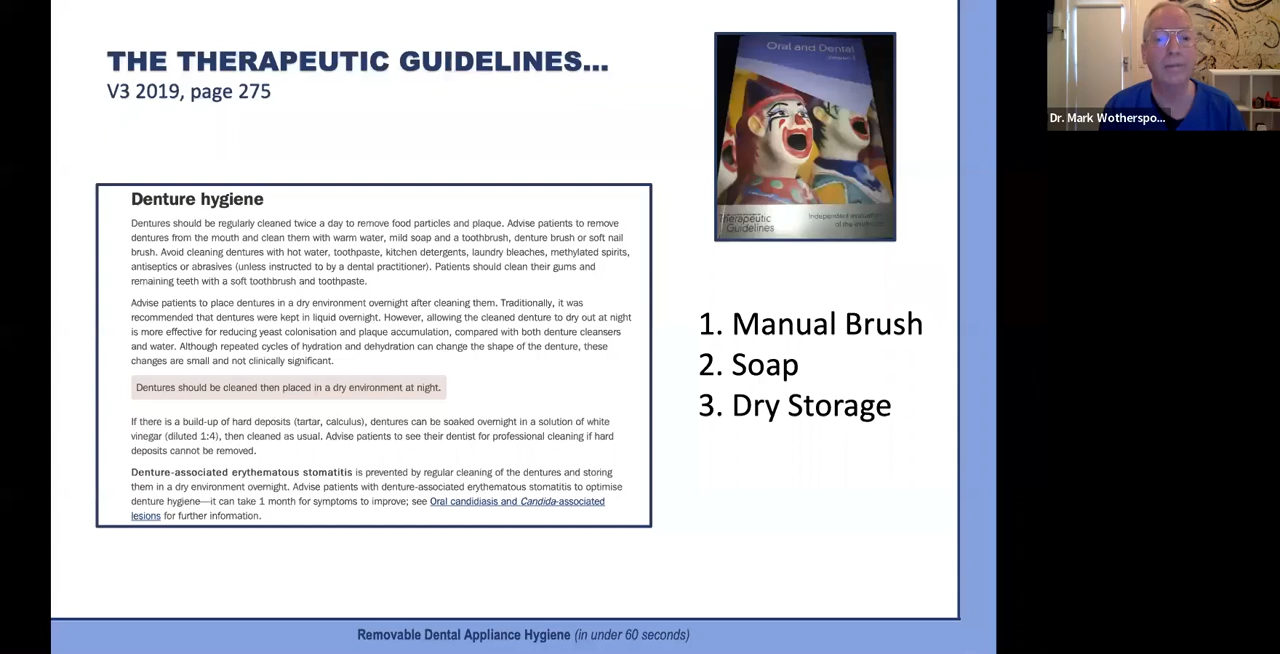 THE THERAPEUTIC GUIDELINES...
V3 2019, page 275
Oral and Dental
Therapeutic
Guidelines
Independent
Dr. Mark Wotherspo...
Denture hygiene
Dentures should be regularly cleaned twice a day to remove food particles and plaque. Advise patients to remove
dentures from the mouth and clean them with warm water, mild soap and a toothbrush, denture brush or soft nail
brush. Avoid cleaning dentures with hot water, toothpaste, kitchen detergents, laundry bleaches, methylated spirits,
antiseptics or abrasives (unless instructed to by a dental practitioner). Patients should clean their gums and
remaining teeth with a soft toothbrush and toothpaste.
Advise patients to place dentures in a dry environment overnight after cleaning them. Traditionally, it was
recommended that dentures were kept in liquid overnight. However, allowing the cleaned denture to dry out at night
is more effective for reducing yeast colonisation and plaque accumulation, compared with both denture cleansers
and water. Although repeated cycles of hydration and dehydration can change the shape of the denture, these
changes are small and not clinically significant.
Dentures should be cleaned then placed in a dry environment at night.
If there is a build-up of hard deposits (tartar, calculus), dentures can be soaked overnight in a solution of white
vinegar (diluted 1:4), then cleaned as usual. Advise patients to see their dentist for professional cleaning if hard
deposits cannot be removed.
Denture-associated erythematous stomatitis is prevented by regular cleaning of the dentures and storing
them in a dry environment overnight. Advise patients with denture-associated erythematous stomatitis to optimise
denture hygiene—it can take 1 month for symptoms to improve; see Oral candidiasis and Candida-associated
lesions for further information.
1. Manual Brush
2. Soap
3. Dry Storage
Removable Dental Appliance Hygiene (in under 60 seconds)